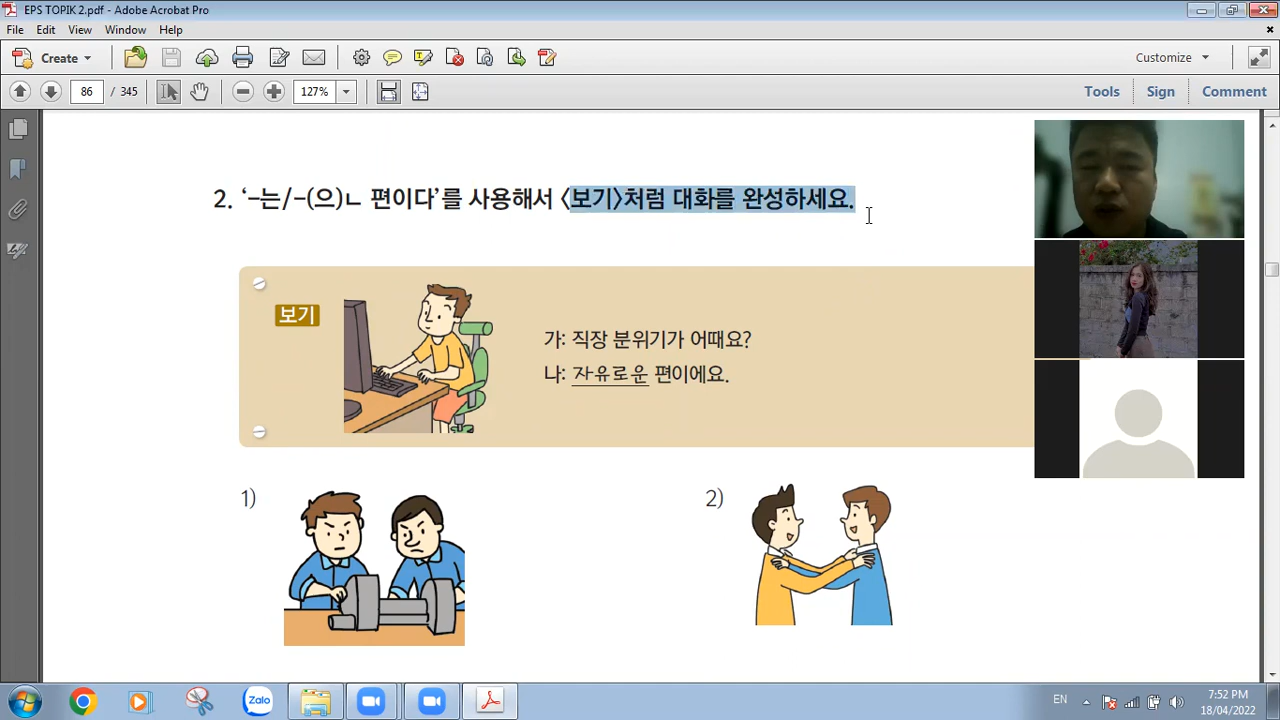 EPS TOPIK 2.pdf - Adobe Acrobat Pro
File Edit View Window Help
Create Customize
86 / 345 127% Tools Sign Comment
2. ‘-는/-(으)ㄴ 편이다’를 사용해서 〈보기〉처럼 대화를 완성하세요.
보기
가: 직장 분위기가 어때요?
나: 자유로운 편이에요.
1) 2)
Zalo
EN 7:52 PM
18/04/2022